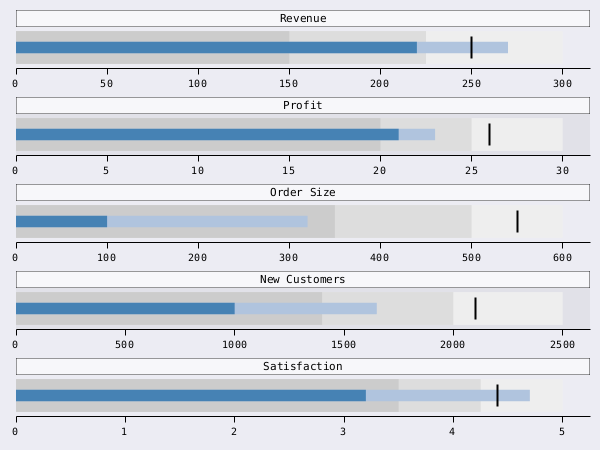 Revenue
0 50 100 150 200 250 300
Profit
0 5 10 15 20 25 30
Order Size
0 100 200 300 400 500 600
New Customers
0 500 1000 1500 2000 2500
Satisfaction
0 1 2 3 4 5